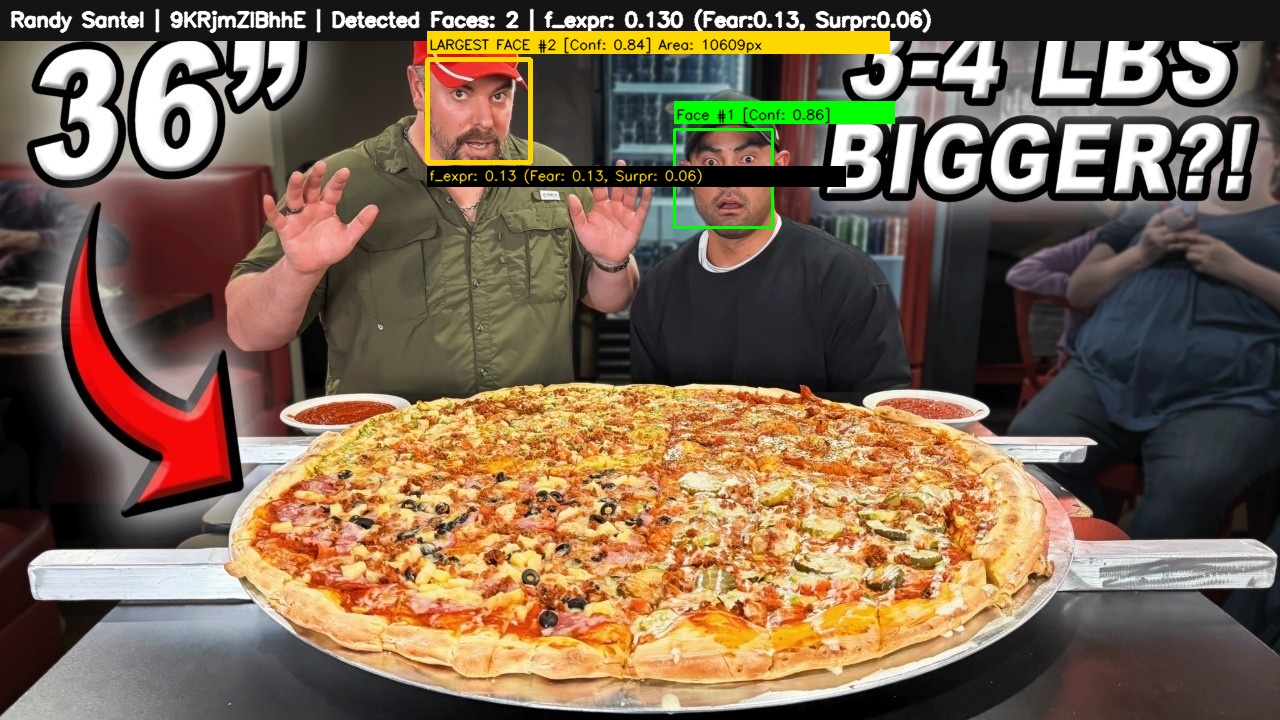 Randy Santel | 9KRjmZIBhhE | Detected Faces: 2 | f_expr: 0.130 (Fear:0.13, Surpr:0.06)
LARGEST FACE #2 [Conf: 0.84] Area: 10609px
36”
3-4 LBS
BIGGER?!
Face #1 [Conf: 0.86]
f_expr: 0.13 (Fear: 0.13, Surpr: 0.06)